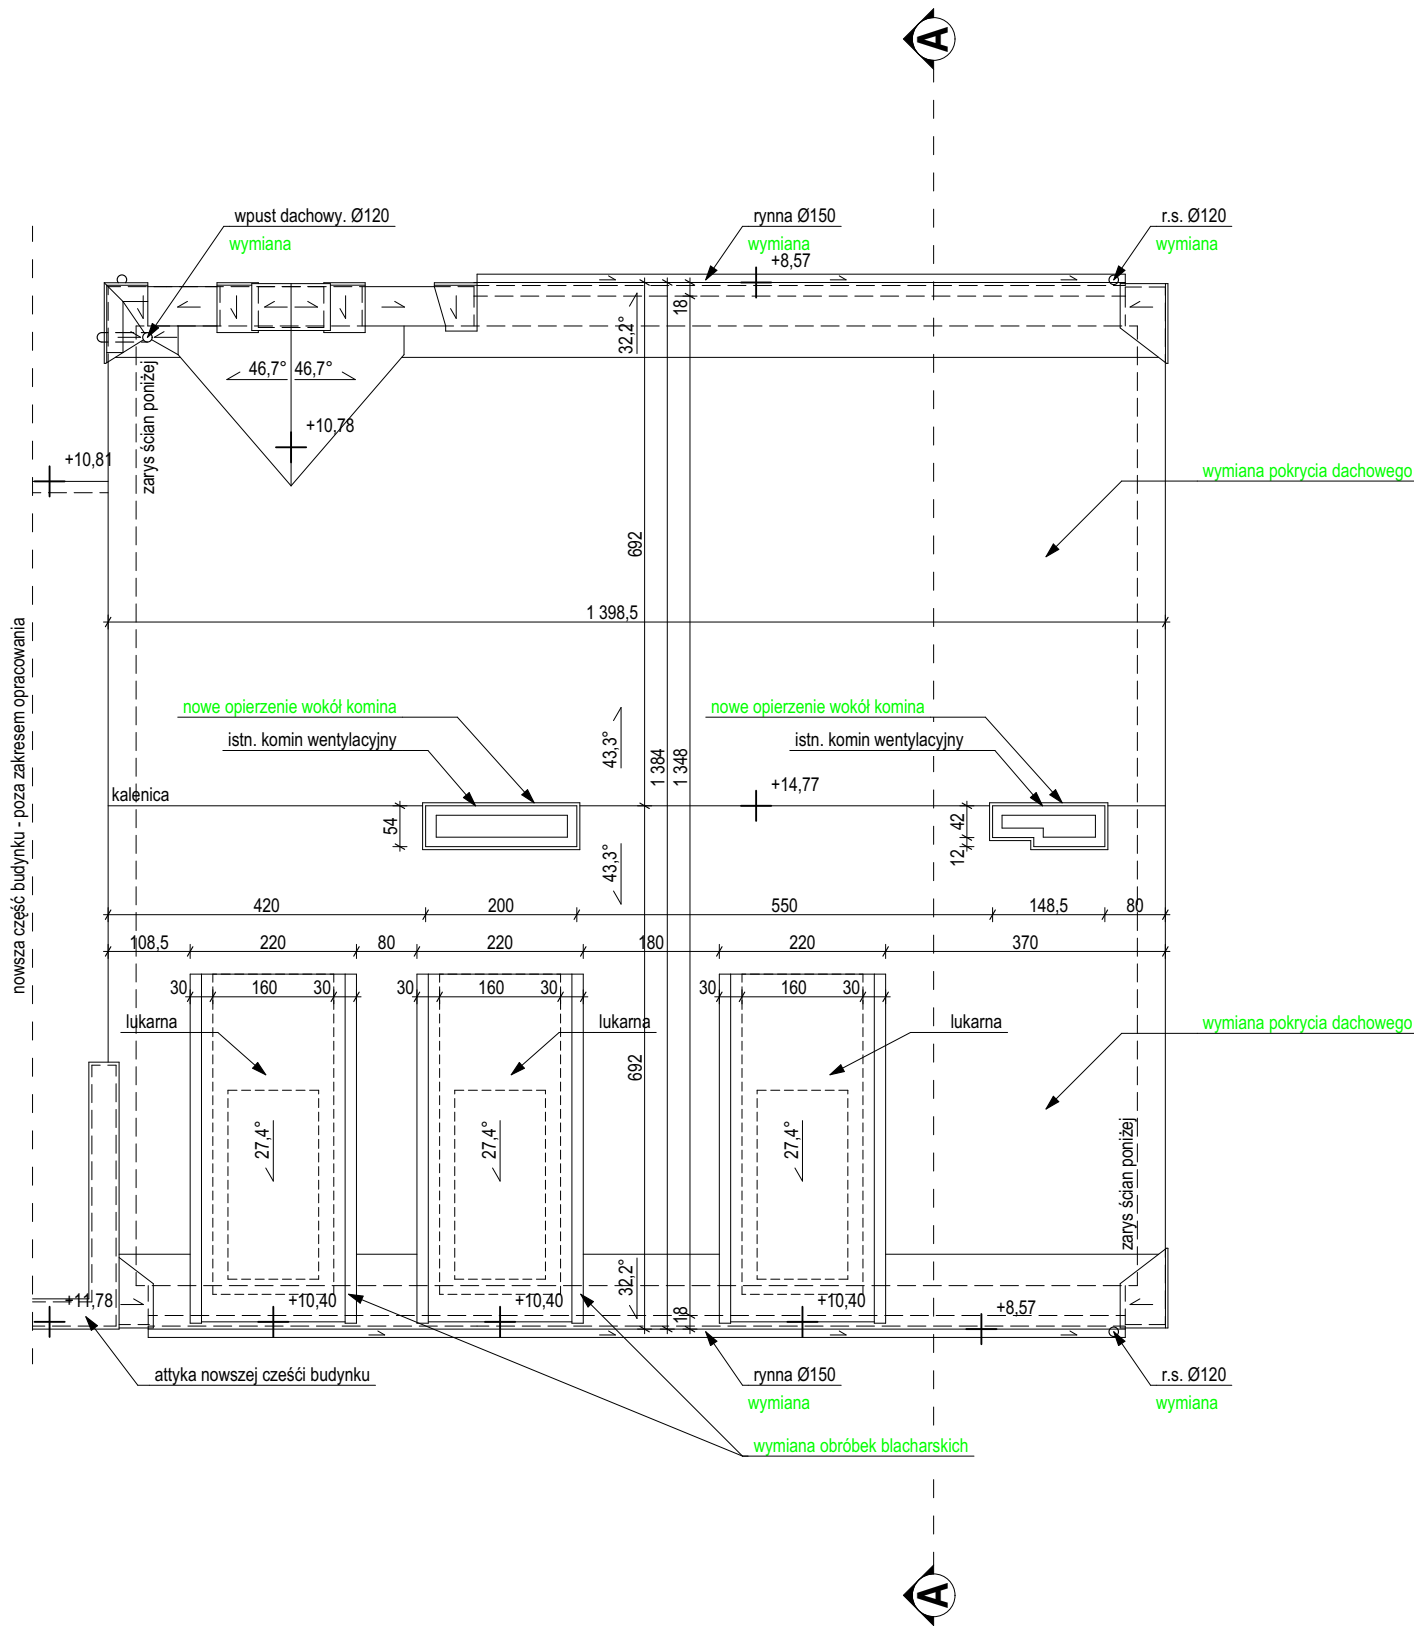 A
wpust dachowy. Ø120
wymiana
rynna Ø150
wymiana
+8,57
r.s. Ø120
wymiana
18
32,2°
46,7° 46,7°
zarys ścian poniżej
+10,78
+10,81
wymiana pokrycia dachowego
692
1 398,5
nowsza część budynku - poza zakresem opracowania
nowe opierzenie wokół komina
istn. komin wentylacyjny
nowe opierzenie wokół komina
istn. komin wentylacyjny
43,3°
1 384
1 348
+14,77
kalenica
54
42
12
43,3°
420
200
550
148,5
80
108,5
220
80
220
180
220
370
30
160
30
30
160
30
30
160
30
lukarna
lukarna
lukarna
wymiana pokrycia dachowego
692
27,4°
27,4°
27,4°
zarys ścian poniżej
32,2°
18
+11,78
+10,40
+10,40
+10,40
+8,57
attyka nowszej cześći budynku
rynna Ø150
wymiana
r.s. Ø120
wymiana
wymiana obróbek blacharskich
A